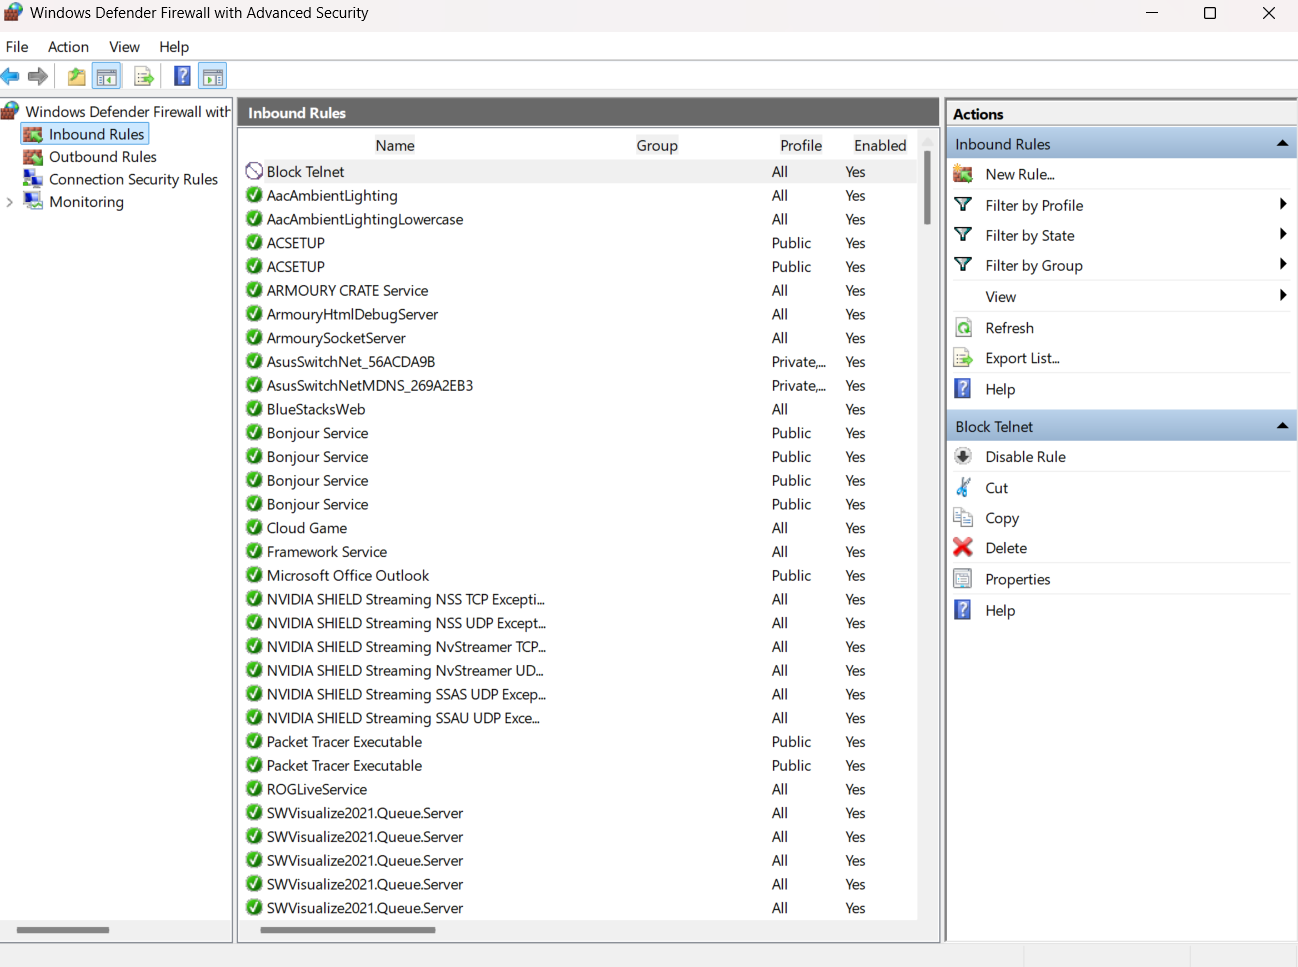 Windows Defender Firewall with Advanced Security
File Action View Help
Windows Defender Firewall with
Inbound Rules
Outbound Rules
Connection Security Rules
Monitoring
Inbound Rules
Name Group Profile Enabled
Block Telnet All Yes
AacAmbientLighting All Yes
AacAmbientLightingLowercase All Yes
ACSETUP Public Yes
ACSETUP Public Yes
ARMOURY CRATE Service All Yes
ArmouryHtmlDebugServer All Yes
ArmourySocketServer All Yes
AsusSwitchNet_56ACDA9B Private,... Yes
AsusSwitchNetMDNS_269A2EB3 Private,... Yes
BlueStacksWeb All Yes
Bonjour Service Public Yes
Bonjour Service Public Yes
Bonjour Service Public Yes
Bonjour Service Public Yes
Cloud Game All Yes
Framework Service All Yes
Microsoft Office Outlook Public Yes
NVIDIA SHIELD Streaming NSS TCP Excepti... All Yes
NVIDIA SHIELD Streaming NSS UDP Except... All Yes
NVIDIA SHIELD Streaming NvStreamer TCP... All Yes
NVIDIA SHIELD Streaming NvStreamer UD... All Yes
NVIDIA SHIELD Streaming SSAS UDP Excep... All Yes
NVIDIA SHIELD Streaming SSAU UDP Exce... All Yes
Packet Tracer Executable Public Yes
Packet Tracer Executable Public Yes
ROGLiveService All Yes
SWVisualize2021.Queue.Server All Yes
SWVisualize2021.Queue.Server All Yes
SWVisualize2021.Queue.Server All Yes
SWVisualize2021.Queue.Server All Yes
SWVisualize2021.Queue.Server All Yes
Actions
Inbound Rules
New Rule...
Filter by Profile
Filter by State
Filter by Group
View
Refresh
Export List...
Help
Block Telnet
Disable Rule
Cut
Copy
Delete
Properties
Help